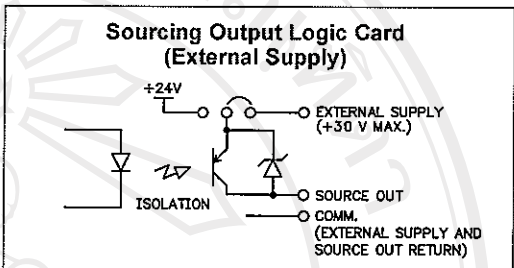 Sourcing Output Logic Card
(External Supply)
+24V
EXTERNAL SUPPLY
(+30 V MAX.)
ISOLATION
SOURCE OUT
COMM.
(EXTERNAL SUPPLY AND
SOURCE OUT RETURN)